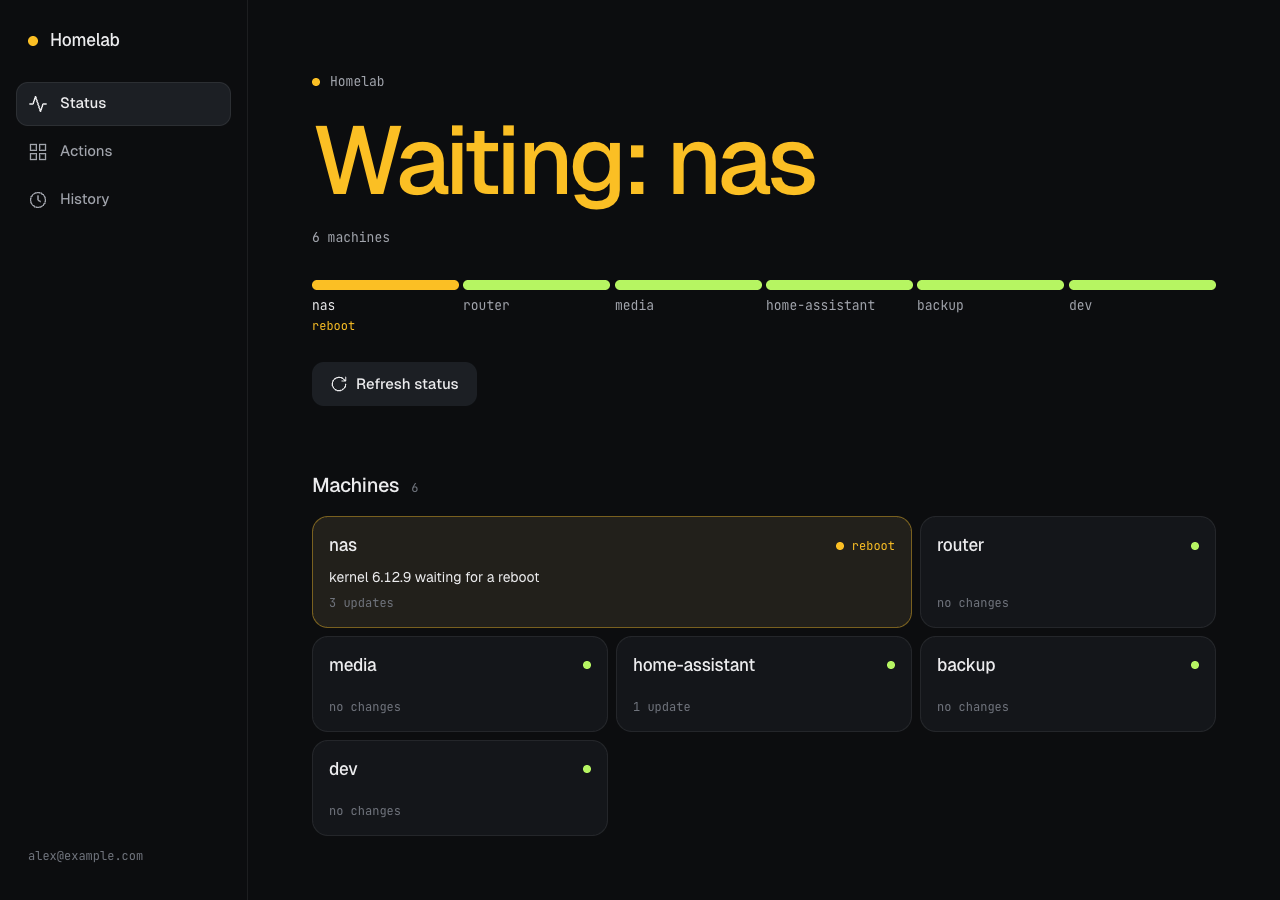 Homelab
Status
Actions
History
alex@example.com
Homelab
Waiting: nas
6 machines
nas
reboot
router
media
home-assistant
backup
dev
Refresh status
Machines 6
nas
reboot
kernel 6.12.9 waiting for a reboot
3 updates
router
no changes
media
no changes
home-assistant
1 update
backup
no changes
dev
no changes